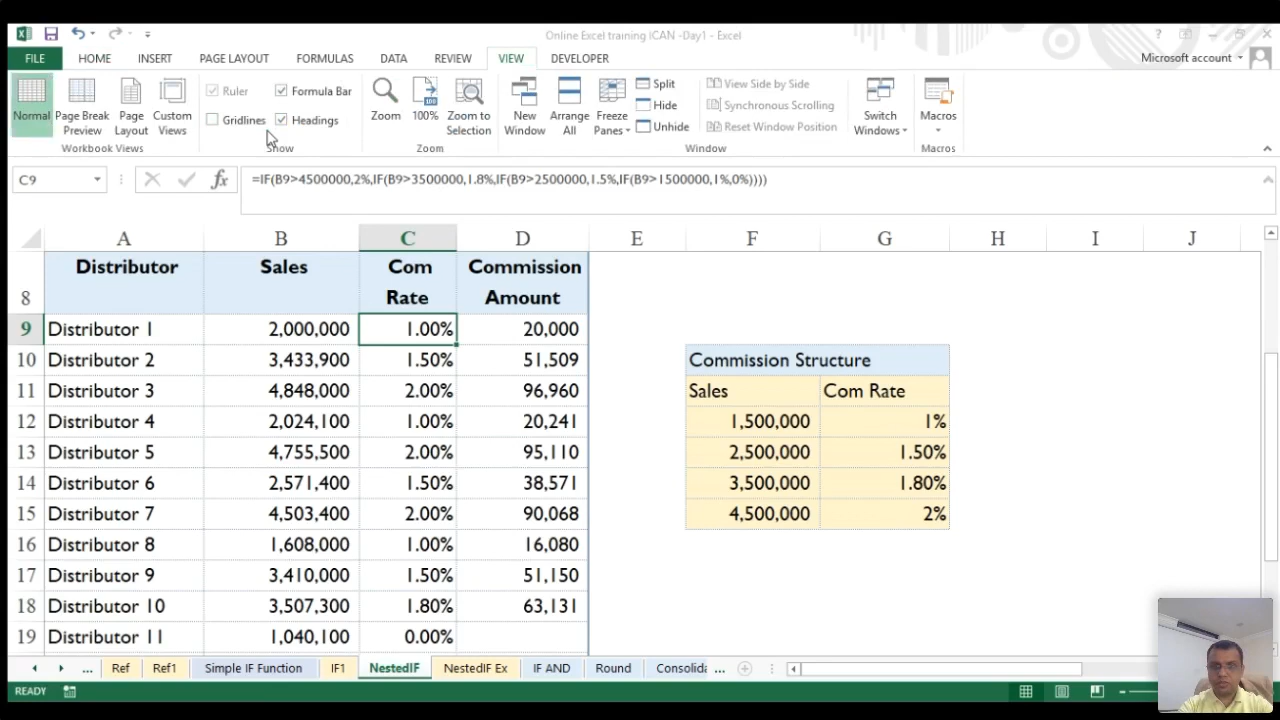 Online Excel training iCAN -Day1 - Excel
?
FILE HOME INSERT PAGE LAYOUT FORMULAS DATA REVIEW VIEW DEVELOPER Microsoft account
Normal
Page Break Preview
Page Layout
Custom Views
Workbook Views
Ruler
Formula Bar
Gridlines
Headings
Show
Zoom
100%
Zoom to Selection
Zoom
New Window
Arrange All
Freeze Panes
Split
Hide
Unhide
View Side by Side
Synchronous Scrolling
Reset Window Position
Window
Switch Windows
Macros
Macros
C9 fx =IF(B9>4500000,2%,IF(B9>3500000,1.8%,IF(B9>2500000,1.5%,IF(B9>1500000,1%,0%))))
A B C D E F G H I J
8 Distributor Sales Com Rate Commission Amount
9 Distributor 1 2,000,000 1.00% 20,000
10 Distributor 2 3,433,900 1.50% 51,509 Commission Structure
11 Distributor 3 4,848,000 2.00% 96,960 Sales Com Rate
12 Distributor 4 2,024,100 1.00% 20,241 1,500,000 1%
13 Distributor 5 4,755,500 2.00% 95,110 2,500,000 1.50%
14 Distributor 6 2,571,400 1.50% 38,571 3,500,000 1.80%
15 Distributor 7 4,503,400 2.00% 90,068 4,500,000 2%
16 Distributor 8 1,608,000 1.00% 16,080
17 Distributor 9 3,410,000 1.50% 51,150
18 Distributor 10 3,507,300 1.80% 63,131
19 Distributor 11 1,040,100 0.00%
... Ref Ref1 Simple IF Function IF1 NestedIF NestedIF Ex IF AND Round Consolida ...
READY